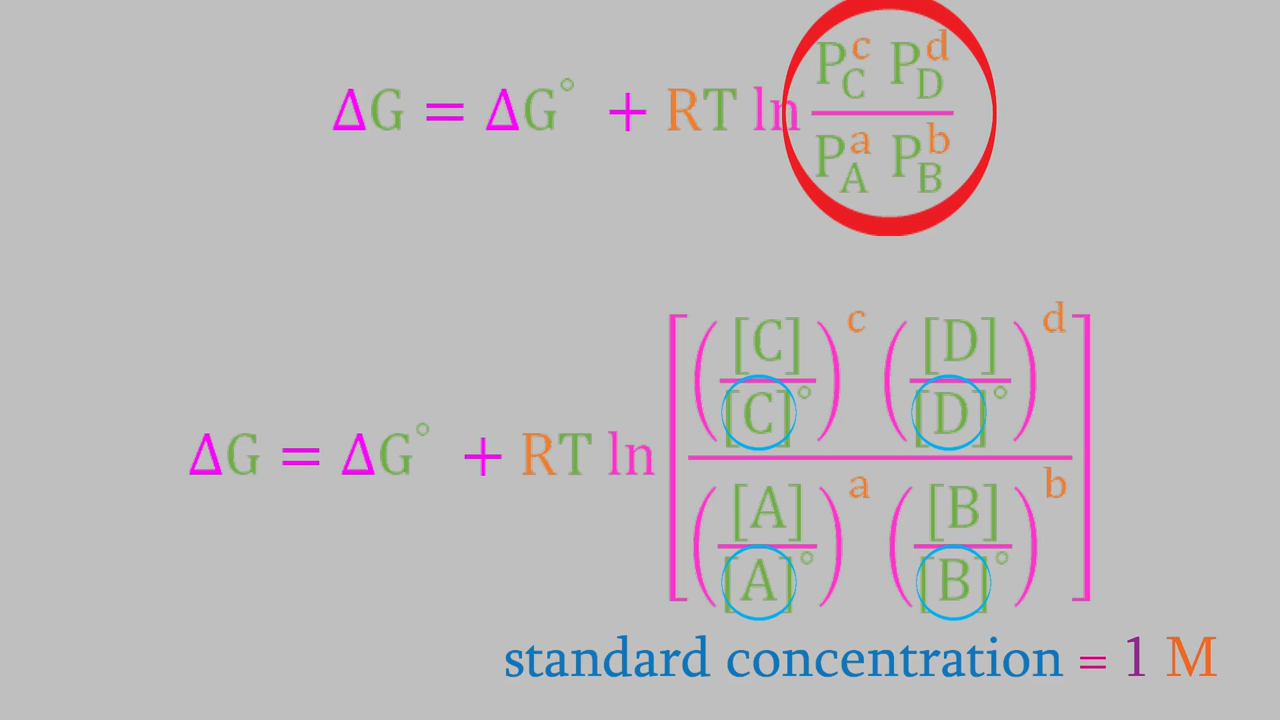 ΔG = ΔG° + RT ln P_C^c P_D^d / P_A^a P_B^b
ΔG = ΔG° + RT ln [ ([C]/[C]°)^c ([D]/[D]°)^d / ([A]/[A]°)^a ([B]/[B]°)^b ]
standard concentration = 1 M